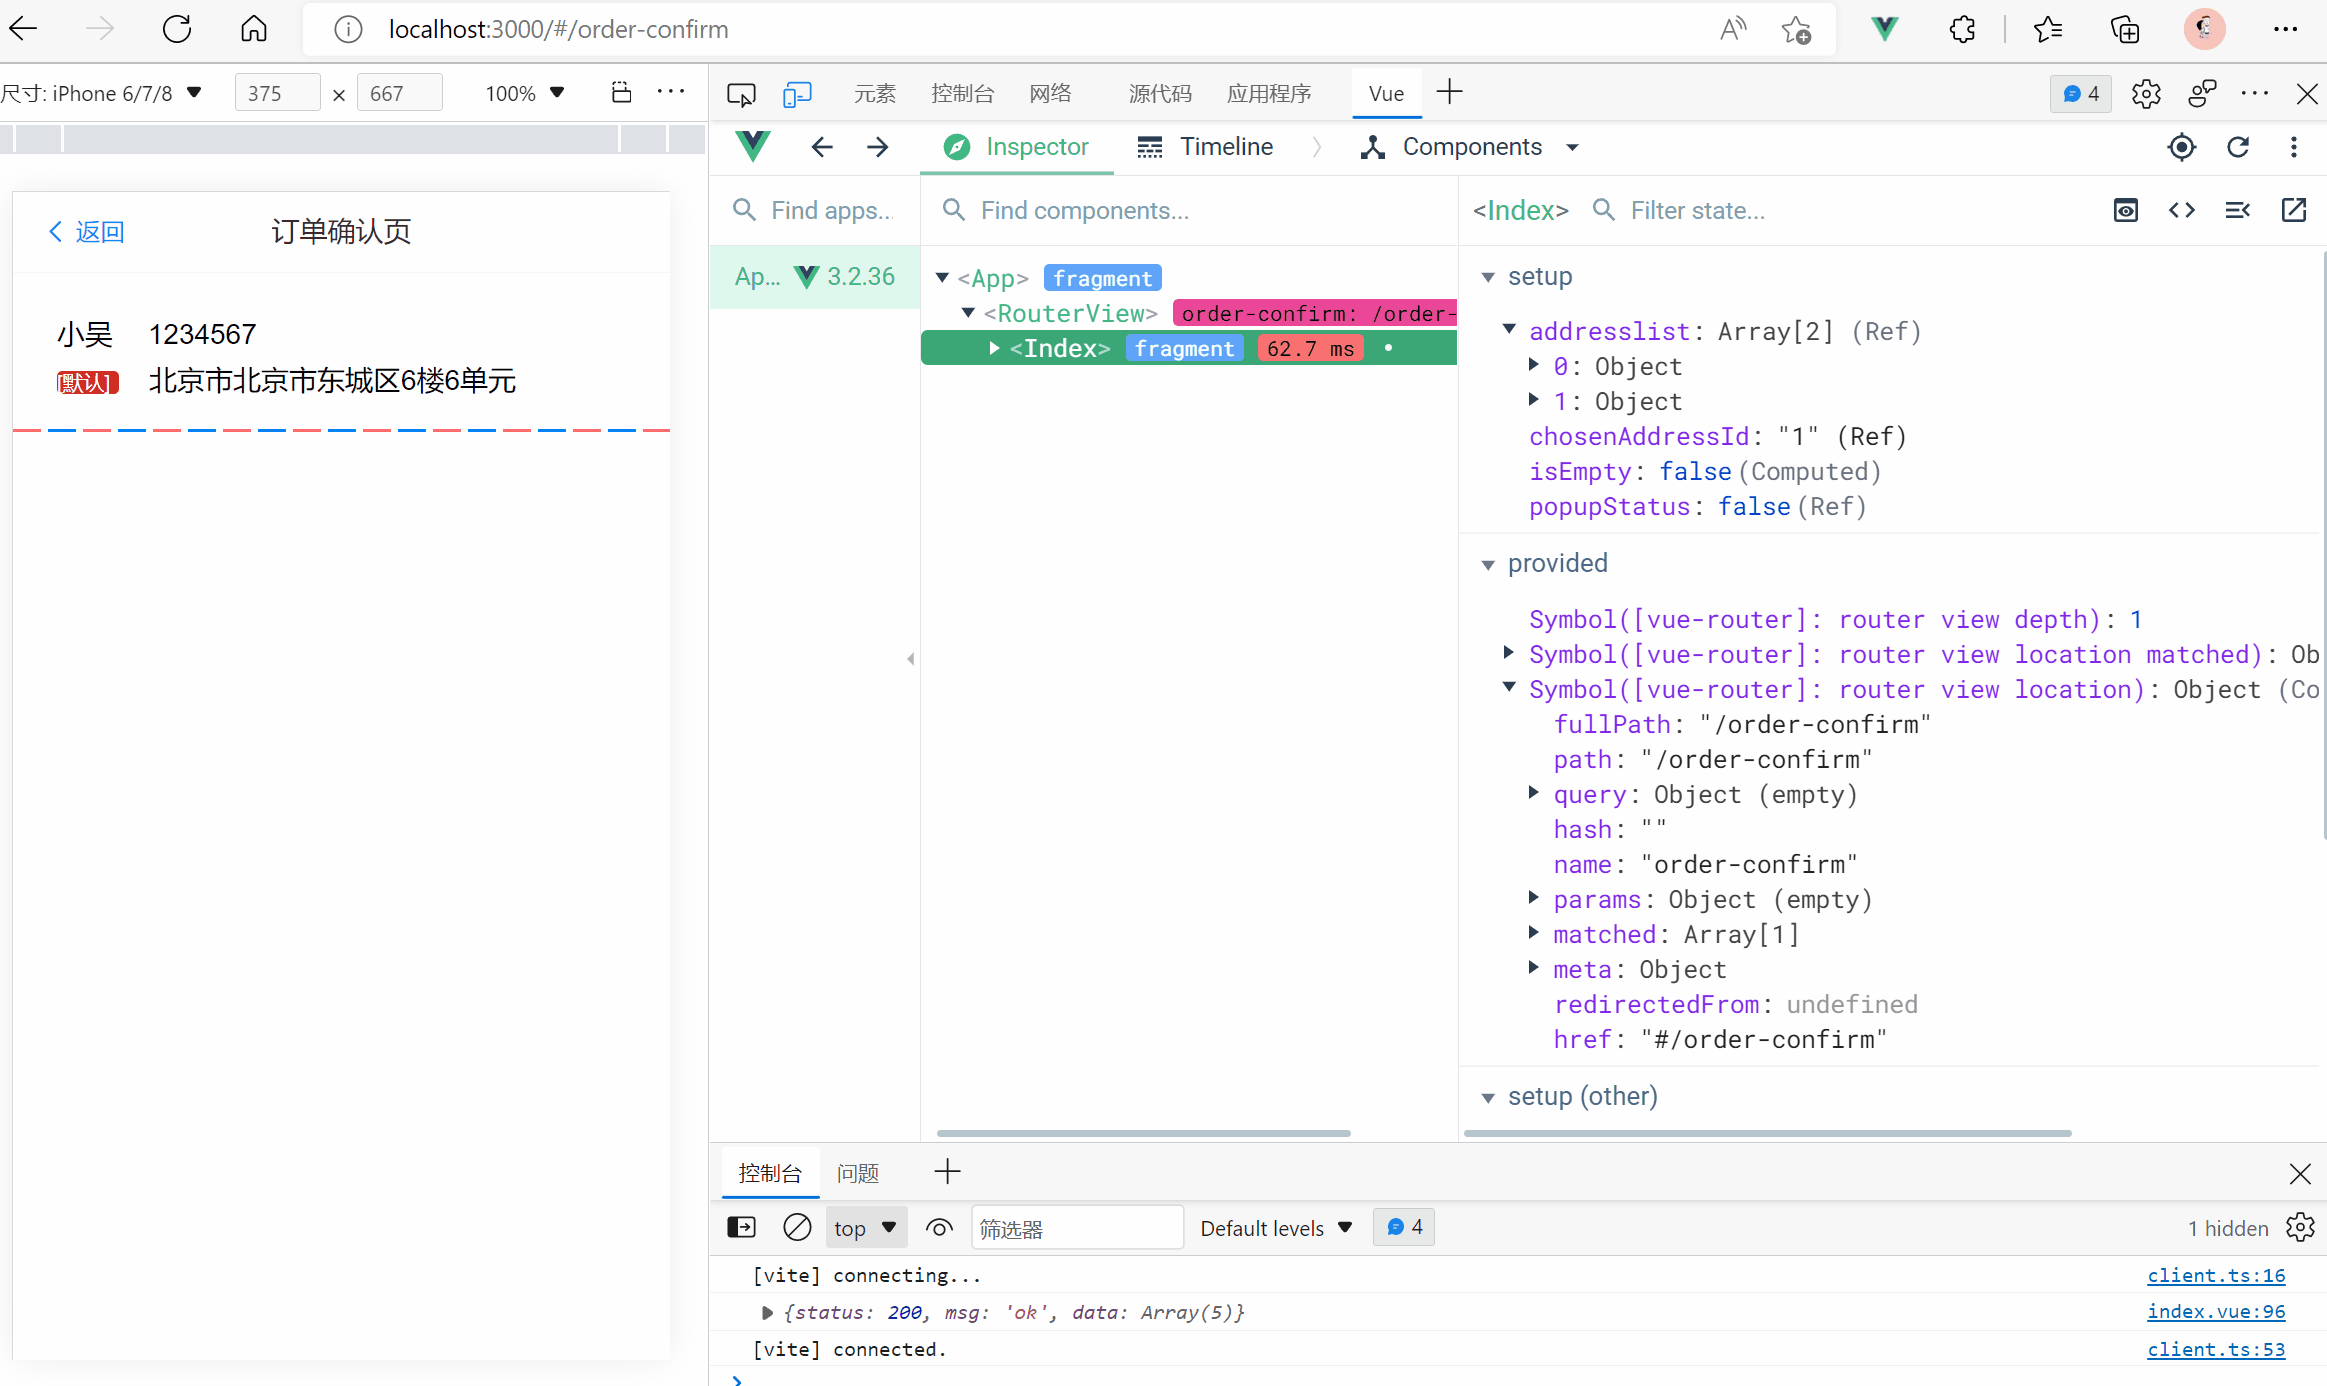 localhost:3000/#/order-confirm
尺寸: iPhone 6/7/8
375 × 667
100%
返回
订单确认页
小吴 1234567
[默认] 北京市北京市东城区6楼6单元
元素 控制台 网络 源代码 应用程序 Vue
4
Inspector Timeline Components
Find apps...
Ap... 3.2.36
Find components...
<App> fragment
<RouterView> order-confirm: /order-
<Index> fragment 62.7 ms
<Index> Filter state...
setup
addresslist: Array[2] (Ref)
0: Object
1: Object
chosenAddressId: "1" (Ref)
isEmpty: false (Computed)
popupStatus: false (Ref)
provided
Symbol([vue-router]: router view depth): 1
Symbol([vue-router]: router view location matched): Ob
Symbol([vue-router]: router view location): Object (Co
fullPath: "/order-confirm"
path: "/order-confirm"
query: Object (empty)
hash: ""
name: "order-confirm"
params: Object (empty)
matched: Array[1]
meta: Object
redirectedFrom: undefined
href: "#/order-confirm"
setup (other)
控制台 问题
top 筛选器 Default levels 4 1 hidden
[vite] connecting... client.ts:16
{status: 200, msg: 'ok', data: Array(5)} index.vue:96
[vite] connected. client.ts:53